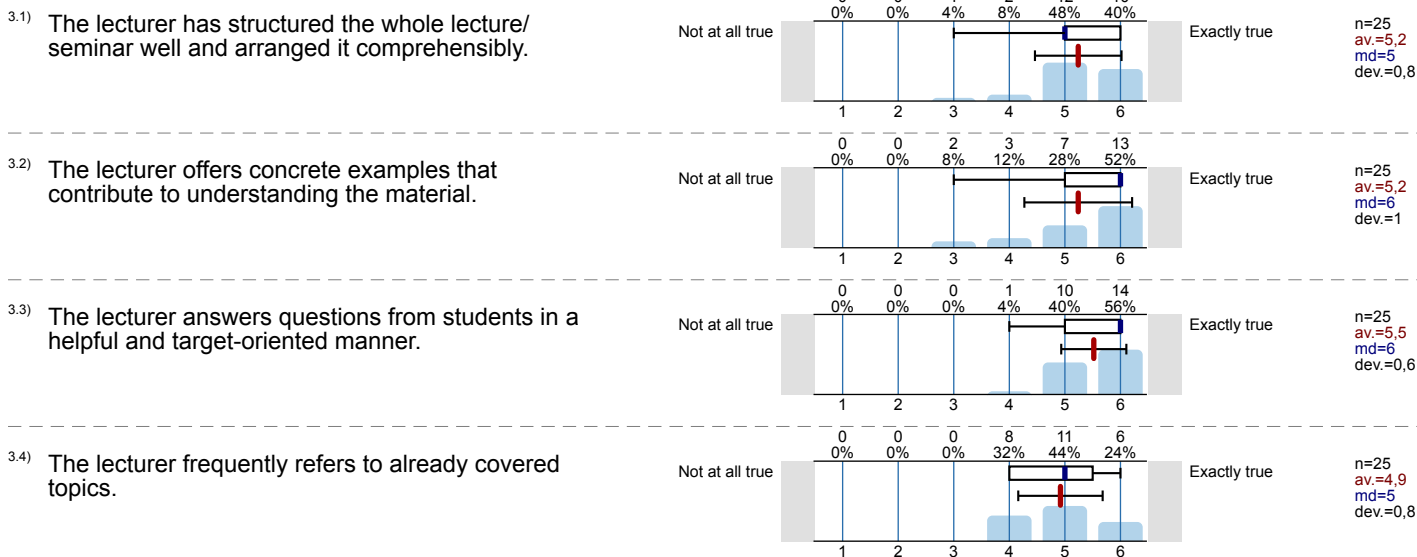 0% 0% 4% 8% 48% 40%
3.1) The lecturer has structured the whole lecture/
seminar well and arranged it comprehensibly.
Not at all true
Exactly true
n=25
av.=5,2
md=5
dev.=0,8
1 2 3 4 5 6
0 0 2 3 7 13
0% 0% 8% 12% 28% 52%
3.2) The lecturer offers concrete examples that
contribute to understanding the material.
Not at all true
Exactly true
n=25
av.=5,2
md=6
dev.=1
1 2 3 4 5 6
0 0 0 1 10 14
0% 0% 0% 4% 40% 56%
3.3) The lecturer answers questions from students in a
helpful and target-oriented manner.
Not at all true
Exactly true
n=25
av.=5,5
md=6
dev.=0,6
1 2 3 4 5 6
0 0 0 8 11 6
0% 0% 0% 32% 44% 24%
3.4) The lecturer frequently refers to already covered
topics.
Not at all true
Exactly true
n=25
av.=4,9
md=5
dev.=0,8
1 2 3 4 5 6